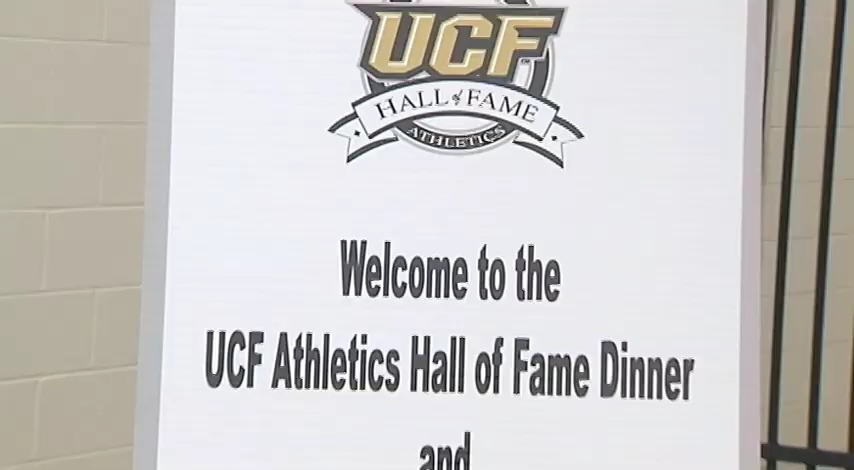 UCF
HALL of FAME
ATHLETICS
Welcome to the
UCF Athletics Hall of Fame Dinner
and